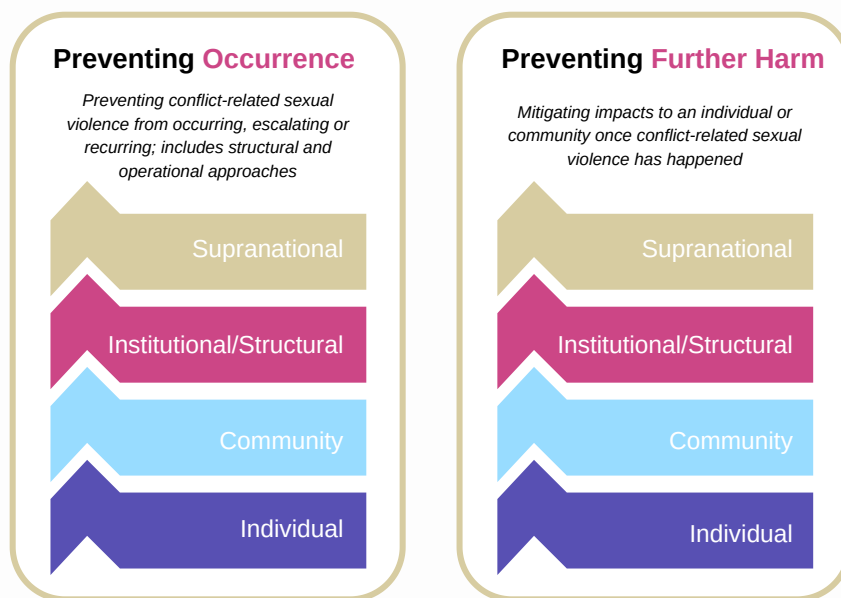 Preventing Occurrence
Preventing conflict-related sexual
violence from occurring, escalating or
recurring; includes structural and
operational approaches
Supranational
Institutional/Structural
Community
Individual
Preventing Further Harm
Mitigating impacts to an individual or
community once conflict-related sexual
violence has happened
Supranational
Institutional/Structural
Community
Individual